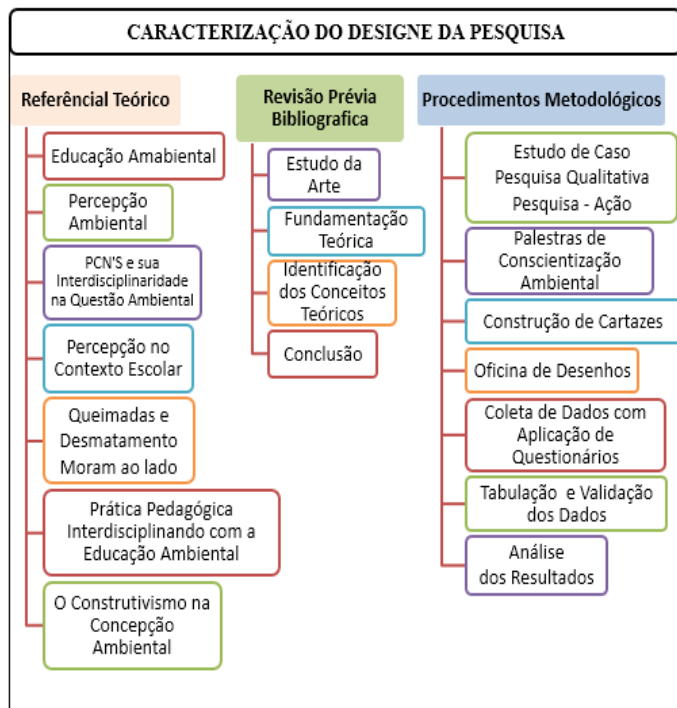 CARACTERIZAÇÃO DO DESIGNE DA PESQUISA
Referêncial Teórico
Educação Amabiental
Percepção
Ambiental
PCN'S e sua
Interdisciplinaridade
na Questão Ambiental
Percepção no
Contexto Escolar
Queimadas e
Desmatamento
Moram ao lado
Prática Pedagógica
Interdisciplinando com a
Educação Ambiental
O Construtivismo na
Concepção
Ambiental
Revisão Prévia
Bibliografica
Estudo da
Arte
Fundamentação
Teórica
Identificação
dos Conceitos
Teóricos
Conclusão
Procedimentos Metodológicos
Estudo de Caso
Pesquisa Qualitativa
Pesquisa - Ação
Palestras de
Conscientização
Ambiental
Construção de Cartazes
Oficina de Desenhos
Coleta de Dados com
Aplicação de
Questionários
Tabulação e Validação
dos Dados
Análise
dos Resultados